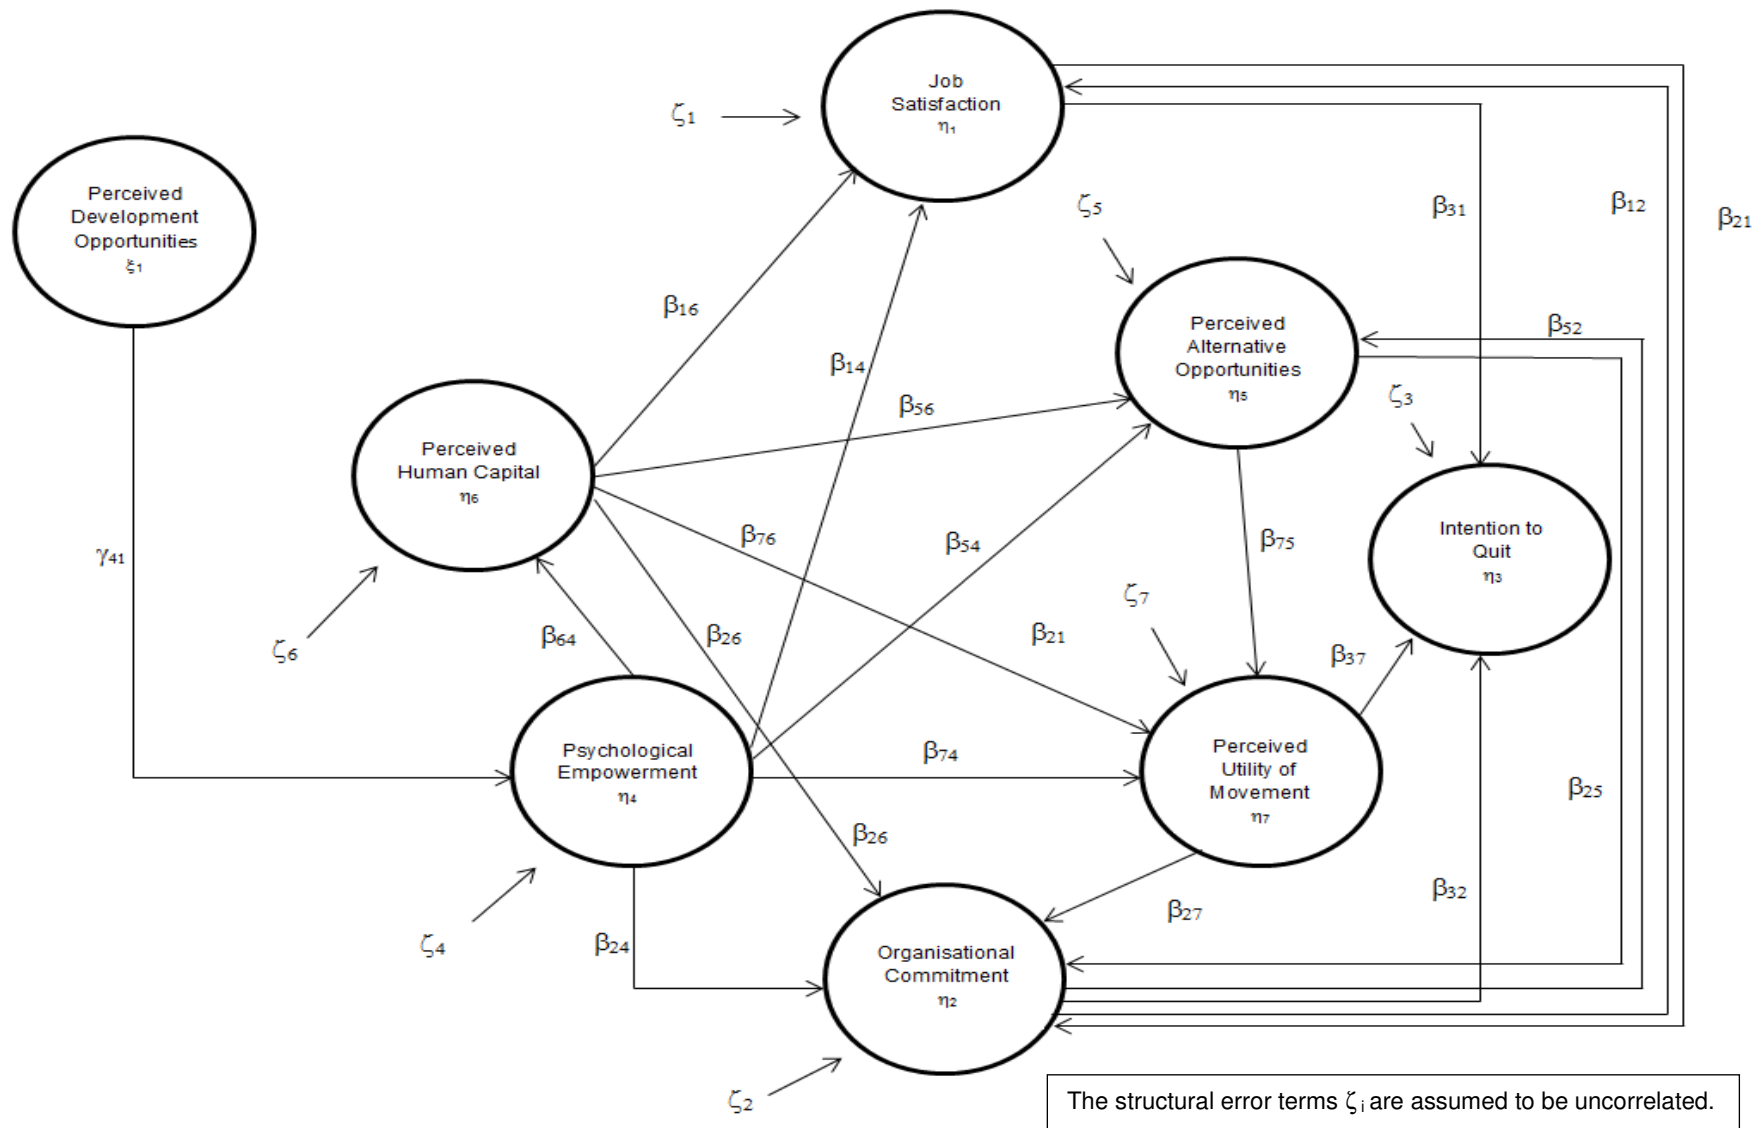 Job
Satisfaction
η₁
ζ₁
Perceived
Development
Opportunities
ξ₁
ζ₅
β₃₁
β₁₂
β₂₁
β₁₆
Perceived
Alternative
Opportunities
η₅
β₅₂
β₁₄
β₅₆
ζ₃
Perceived
Human Capital
η₆
γ₄₁
β₇₆
β₅₄
β₇₅
Intention to
Quit
η₃
ζ₇
ζ₆
β₆₄
β₂₆
β₂₁
β₃₇
Psychological
Empowerment
η₄
β₇₄
Perceived
Utility of
Movement
η₇
β₂₅
β₂₆
β₃₂
β₂₇
ζ₄
β₂₄
Organisational
Commitment
η₂
ζ₂
The structural error terms ζ ᵢ are assumed to be uncorrelated.